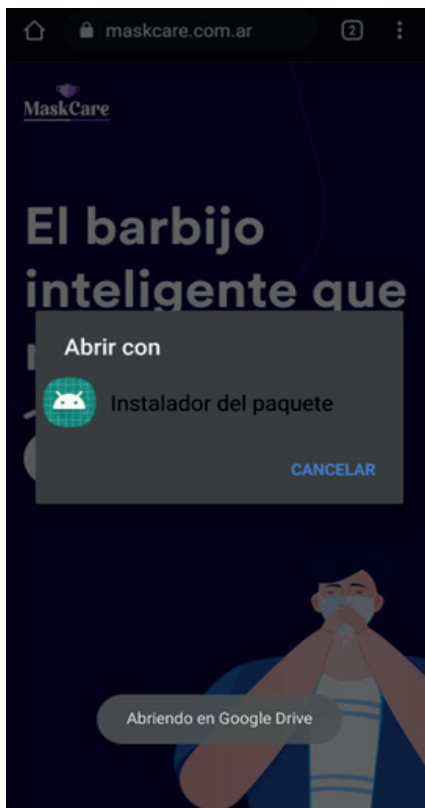 maskcare.com.ar
2
MaskCare
El barbijo
inteligente que
Abrir con
Instalador del paquete
CANCELAR
Abriendo en Google Drive